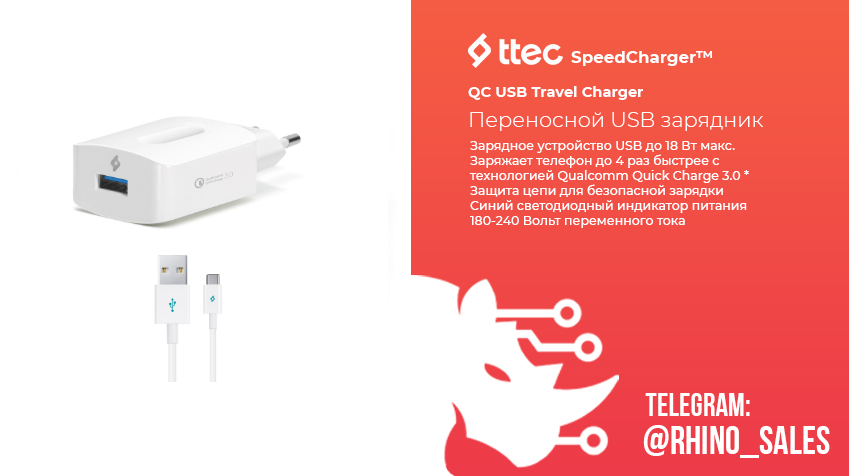 ttec SpeedCharger™
QC USB Travel Charger
Переносной USB зарядник
Зарядное устройство USB до 18 Вт макс.
Заряжает телефон до 4 раз быстрее с
технологией Qualcomm Quick Charge 3.0 *
Защита цепи для безопасной зарядки
Синий светодиодный индикатор питания
180-240 Вольт переменного тока
3.0
TELEGRAM:
@RHINO_SALES